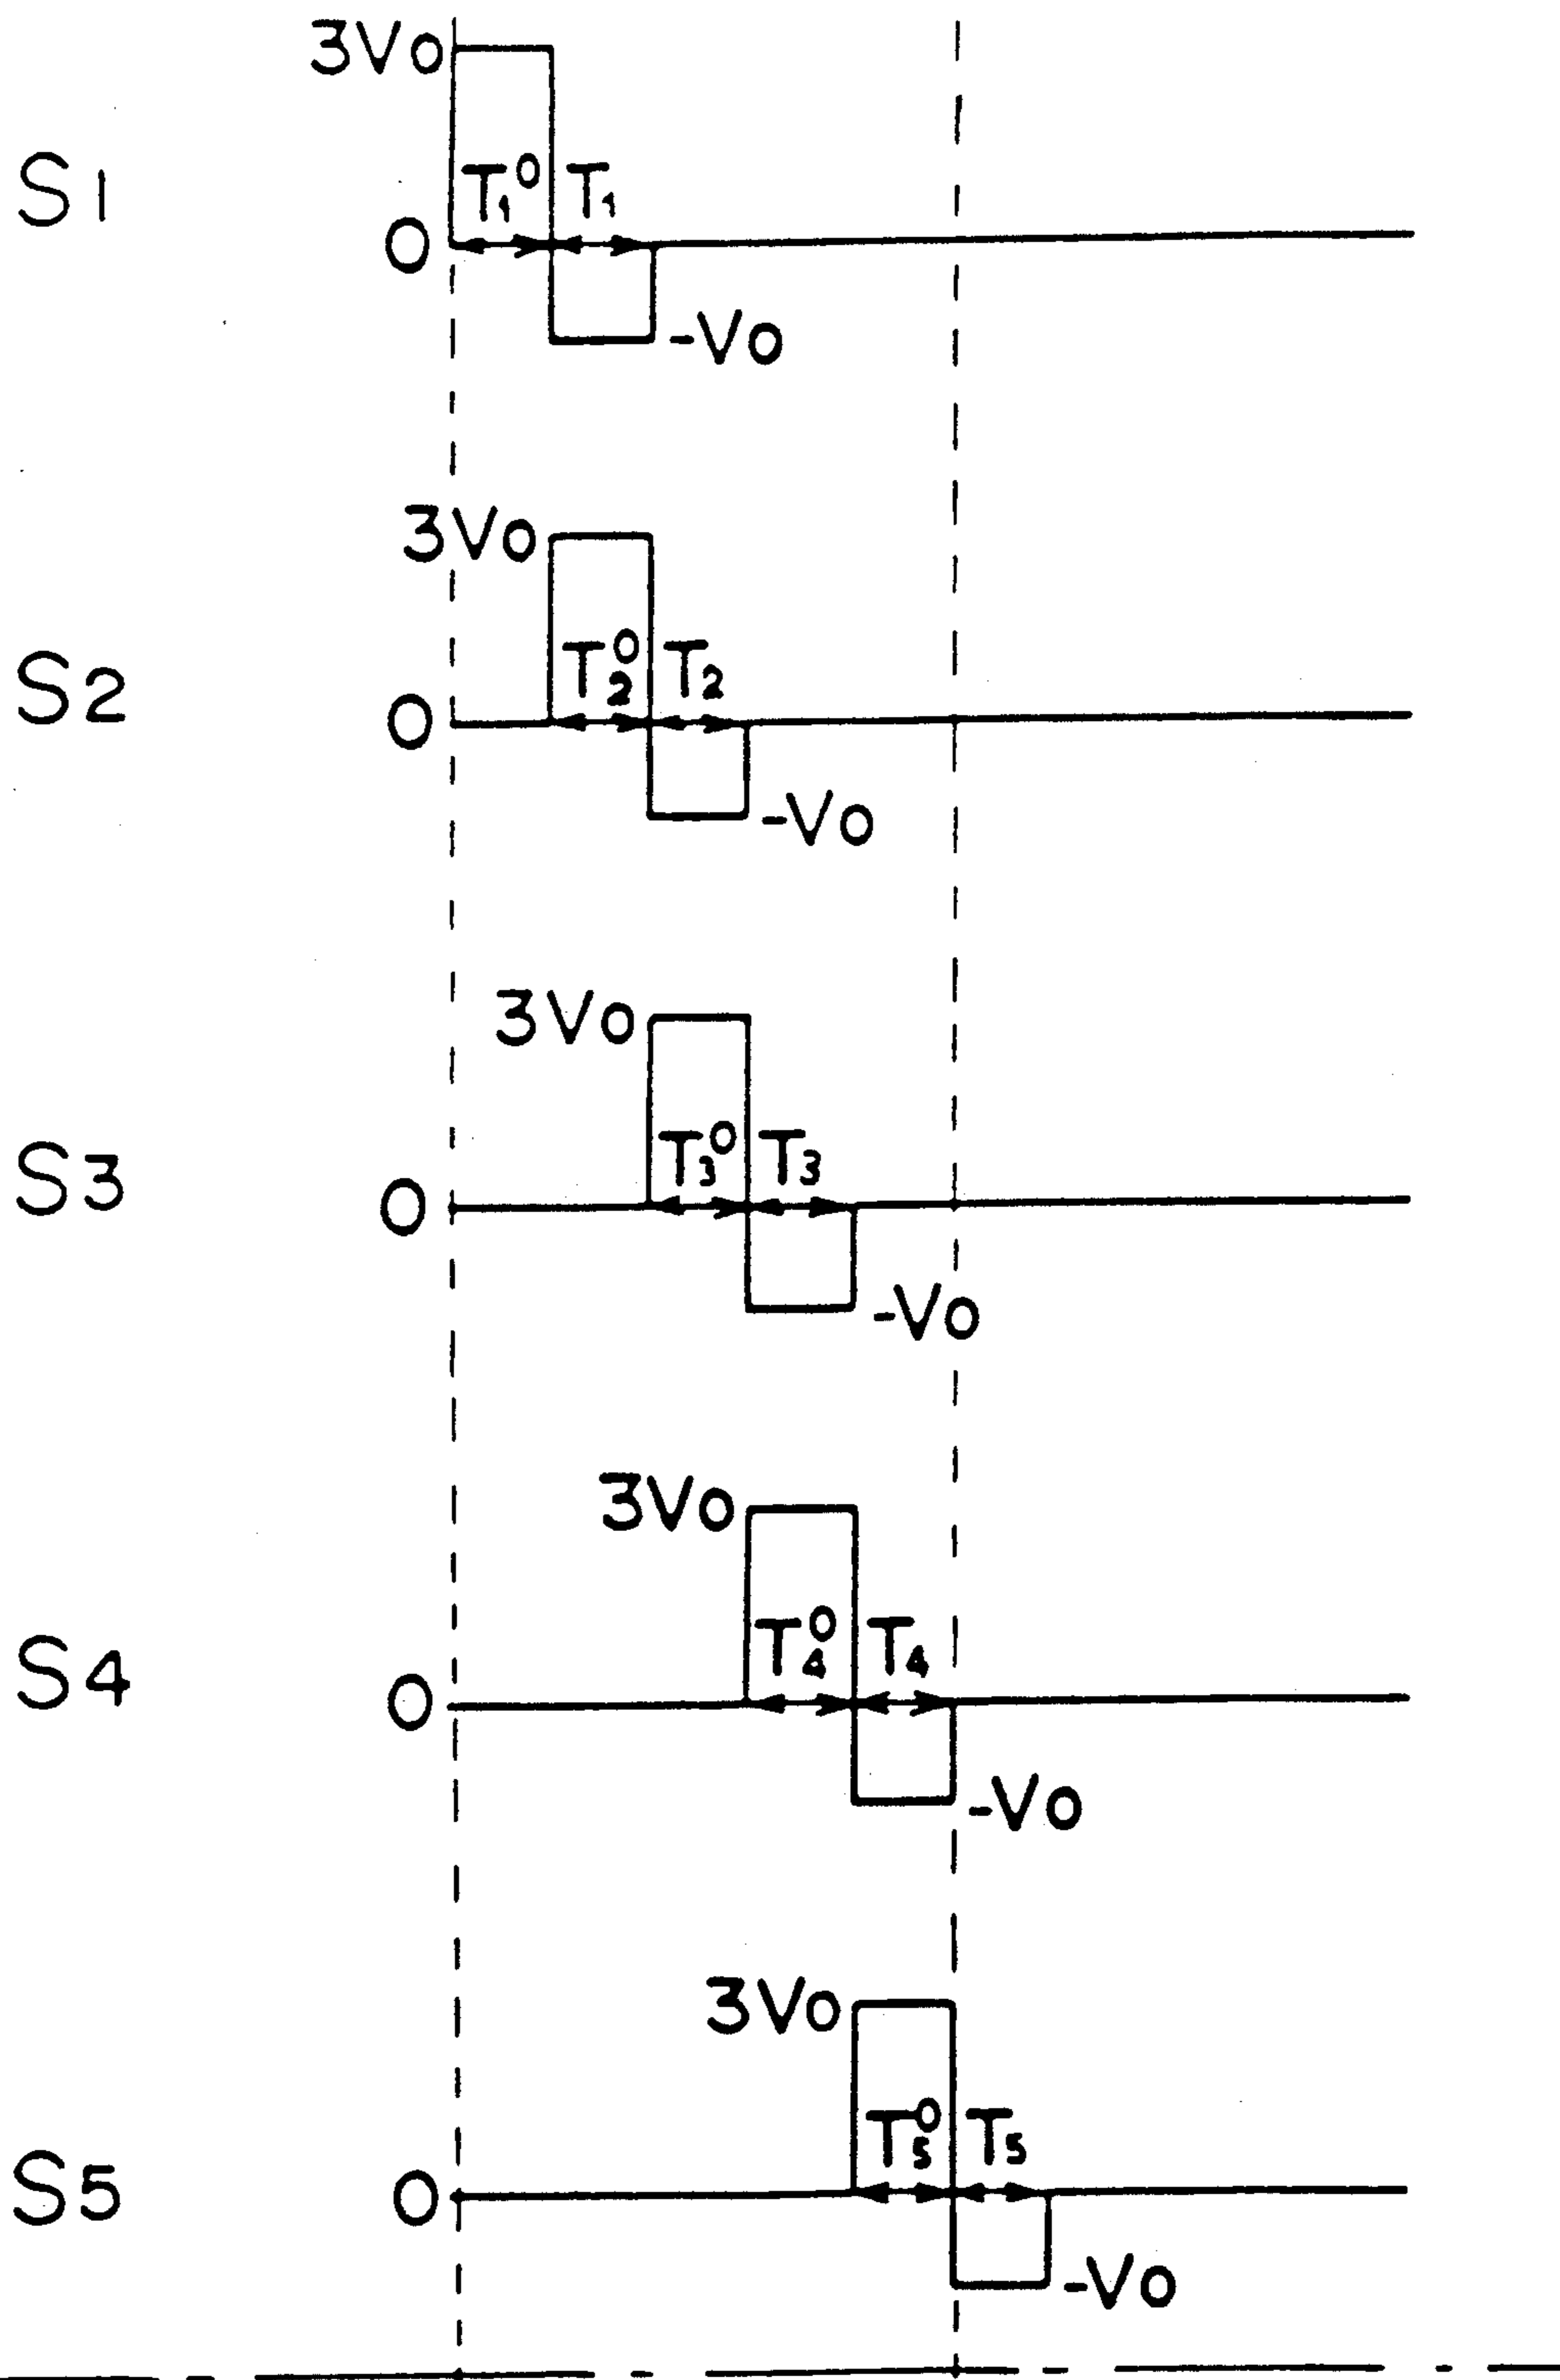 3Vo
S1
T₁⁰ T₁
O
-Vo
3Vo
S2
T₂⁰ T₂
O
-Vo
3Vo
S3
T₃⁰ T₃
O
-Vo
3Vo
S4
T₄⁰ T₄
O
-Vo
3Vo
S5
T₅⁰ T₅
O
-Vo